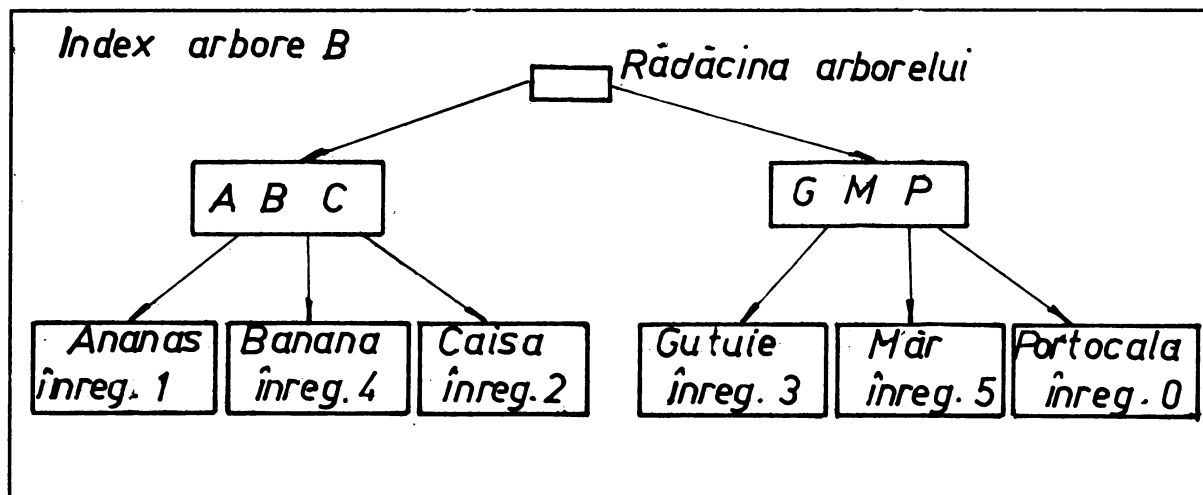 Index arbore B
Rădăcina arborelui
A B C
G M P
Ananas
înreg. 1
Banana
înreg. 4
Caisa
înreg. 2
Gutuie
înreg. 3
Măr
înreg. 5
Portocala
înreg. 0